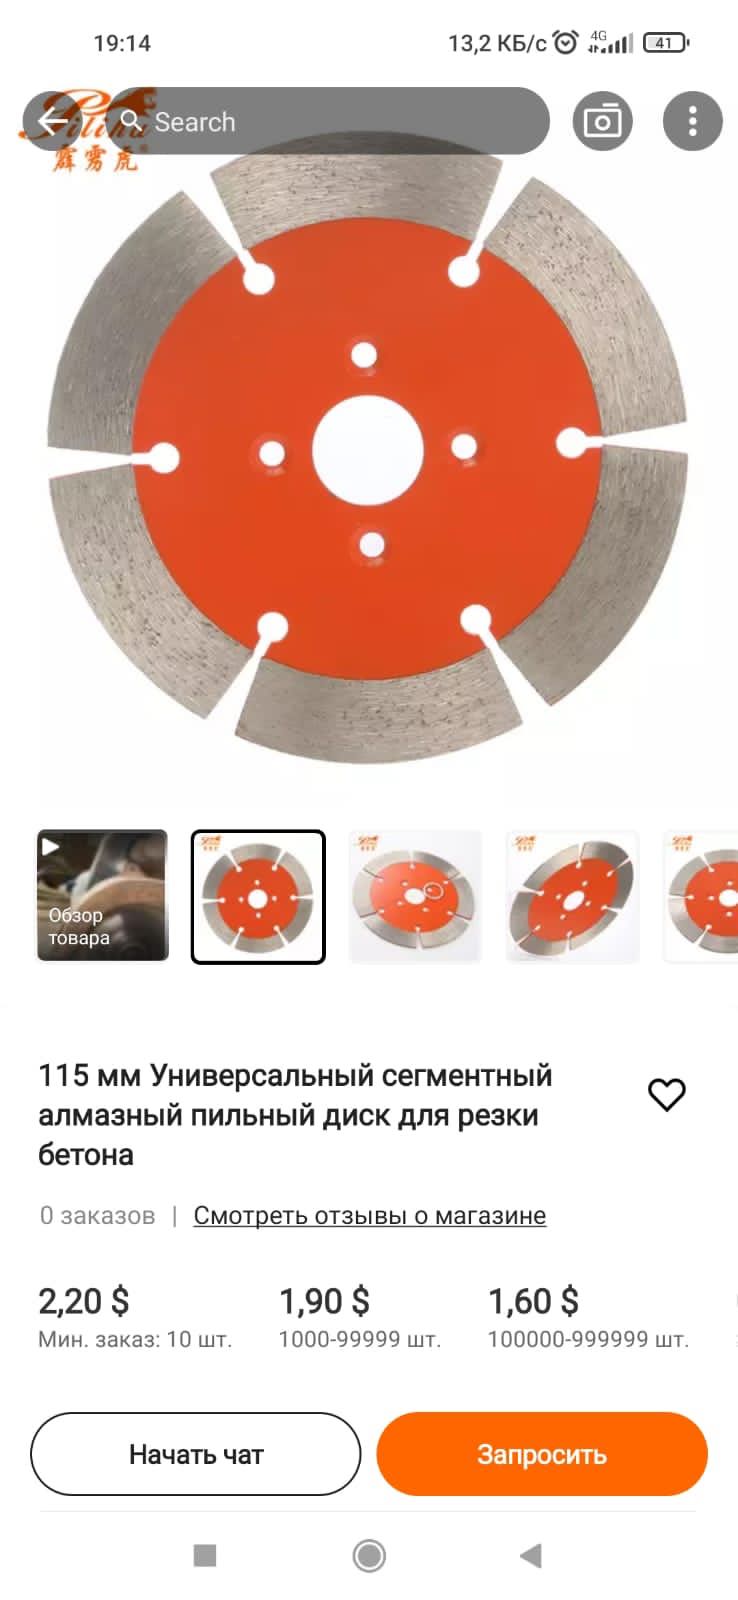 19:14
13,2 КБ/с
4G
41
Pilihu
霹雳虎
Search
Обзор
товара
115 мм Универсальный сегментный
алмазный пильный диск для резки
бетона
0 заказов | Смотреть отзывы о магазине
2,20 $ 1,90 $ 1,60 $
Мин. заказ: 10 шт. 1000-99999 шт. 100000-999999 шт.
Начать чат
Запросить